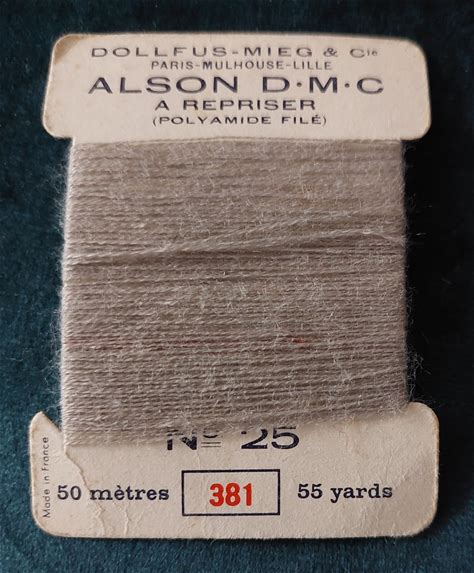 DOLLFUS-MIEG & Cie
PARIS-MULHOUSE-LILLE
ALSON D·M·C
A REPRISER
(POLYAMIDE FILÉ)
No 25
Made in France
50 mètres 381 55 yards